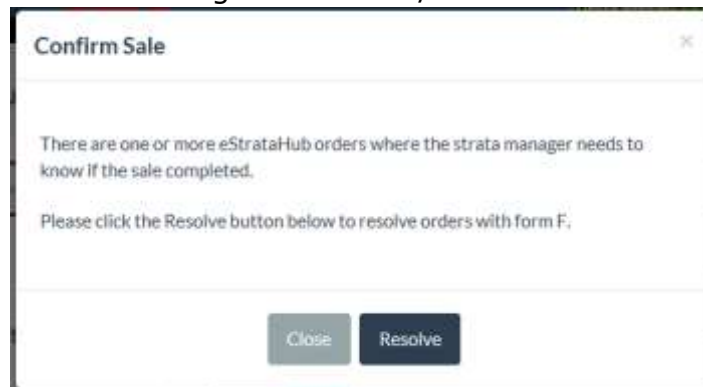 Confirm Sale
×
There are one or more eStrataHub orders where the strata manager needs to
know if the sale completed.
Please click the Resolve button below to resolve orders with form F.
Close Resolve